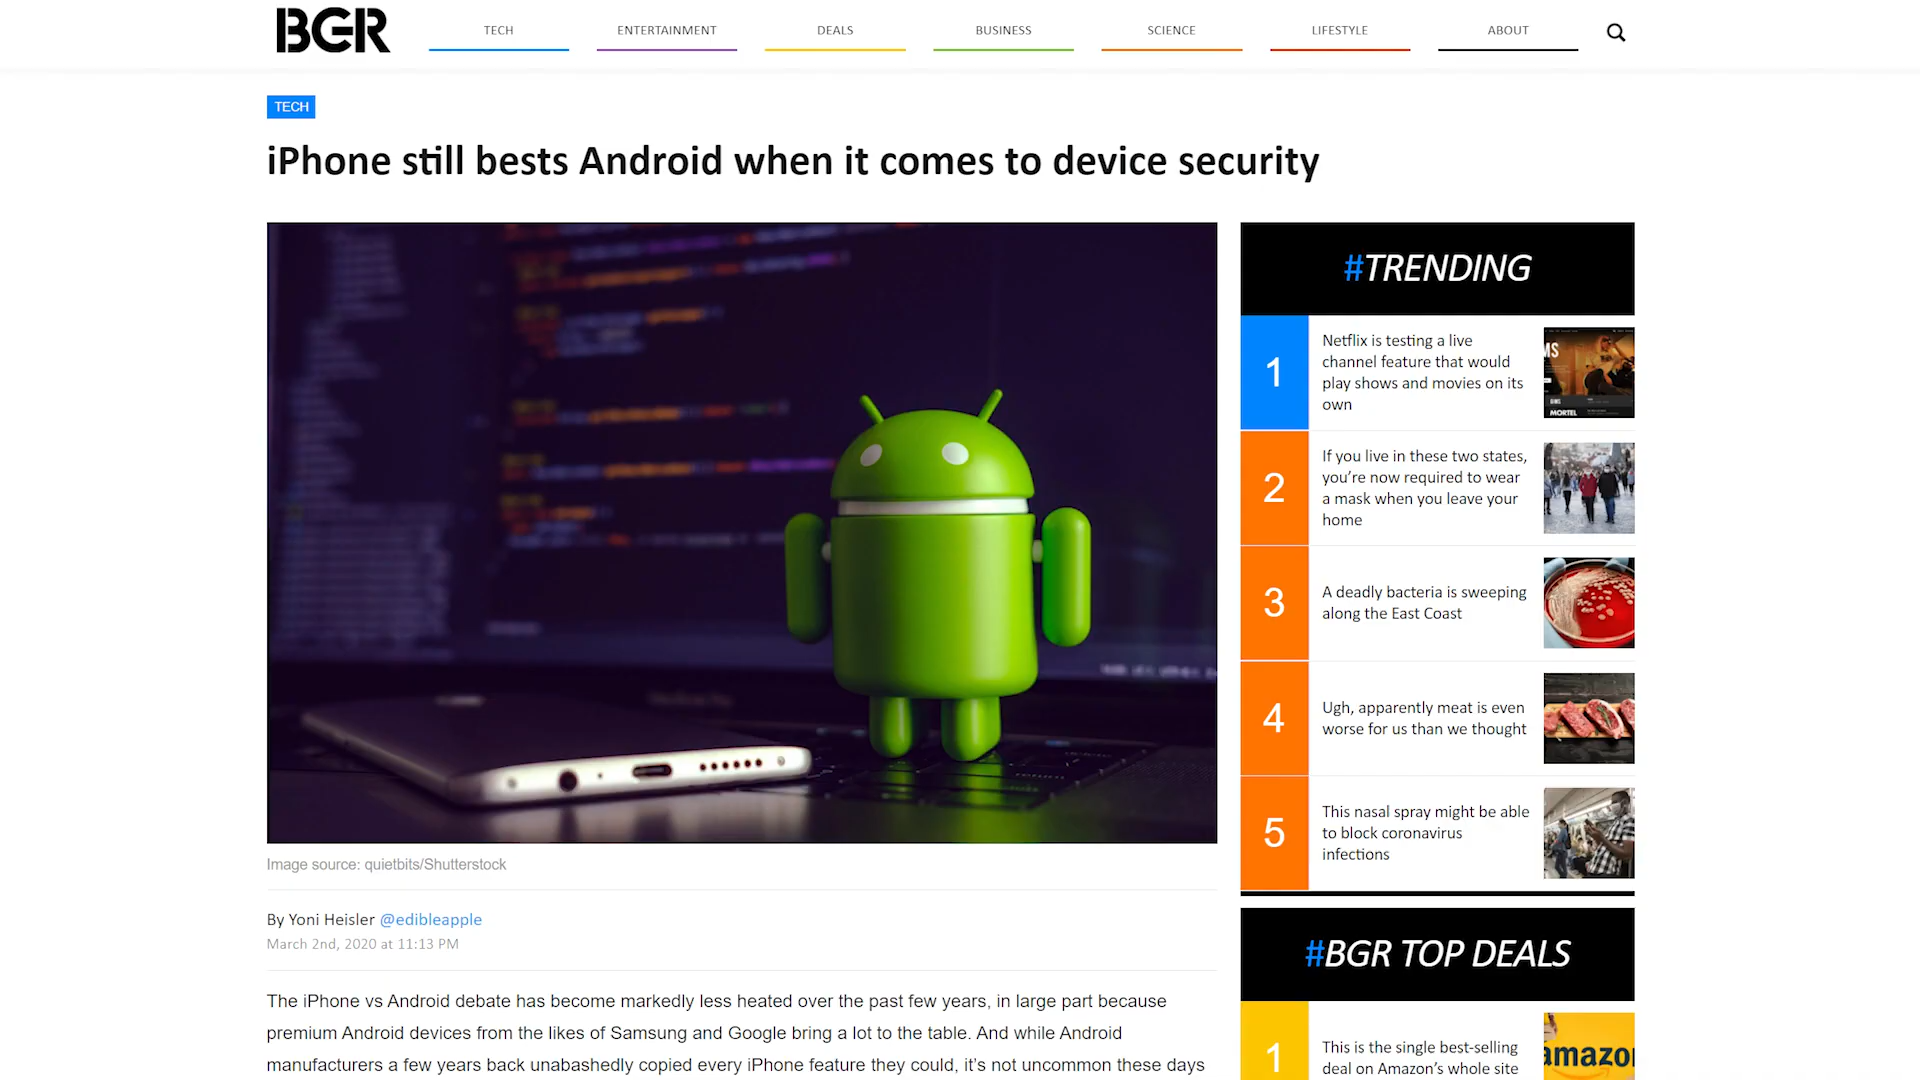 BGR
TECH
ENTERTAINMENT
DEALS
BUSINESS
SCIENCE
LIFESTYLE
ABOUT
TECH
iPhone still bests Android when it comes to device security
Image source: quietbits/Shutterstock
By Yoni Heisler @edibleapple
March 2nd, 2020 at 11:13 PM
The iPhone vs Android debate has become markedly less heated over the past few years, in large part because
premium Android devices from the likes of Samsung and Google bring a lot to the table. And while Android
manufacturers a few years back unabashedly copied every iPhone feature they could, it's not uncommon these days
#TRENDING
1
Netflix is testing a live
channel feature that would
play shows and movies on its
own
MORTEL
2
If you live in these two states,
you're now required to wear
a mask when you leave your
home
3
A deadly bacteria is sweeping
along the East Coast
4
Ugh, apparently meat is even
worse for us than we thought
5
This nasal spray might be able
to block coronavirus
infections
#BGR TOP DEALS
1
This is the single best-selling
deal on Amazon's whole site
amazo